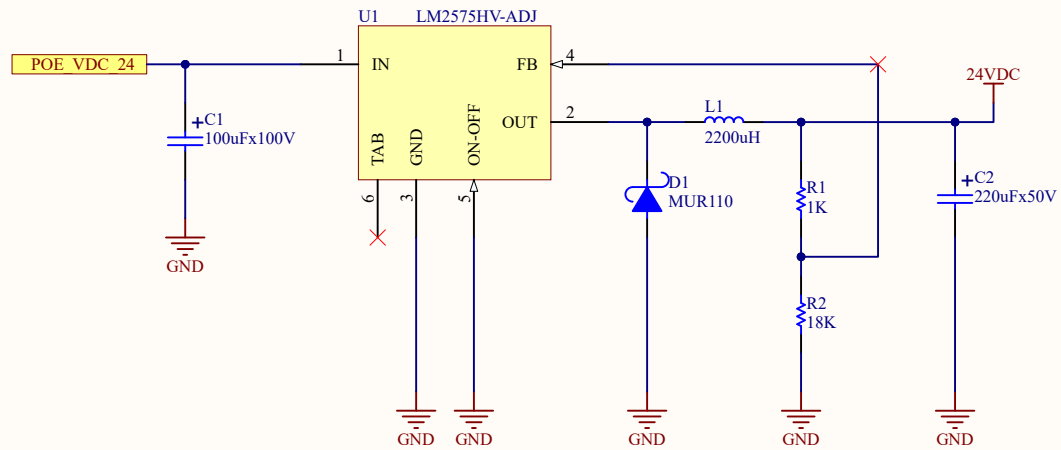 U1
LM2575HV-ADJ
POE_VDC_24
1
IN
FB
4
24VDC
C1
100uFx100V
OUT
2
L1
2200uH
TAB
GND
ON-OFF
6
3
5
D1
MUR110
R1
1K
C2
220uFx50V
GND
R2
18K
GND
GND
GND
GND
GND